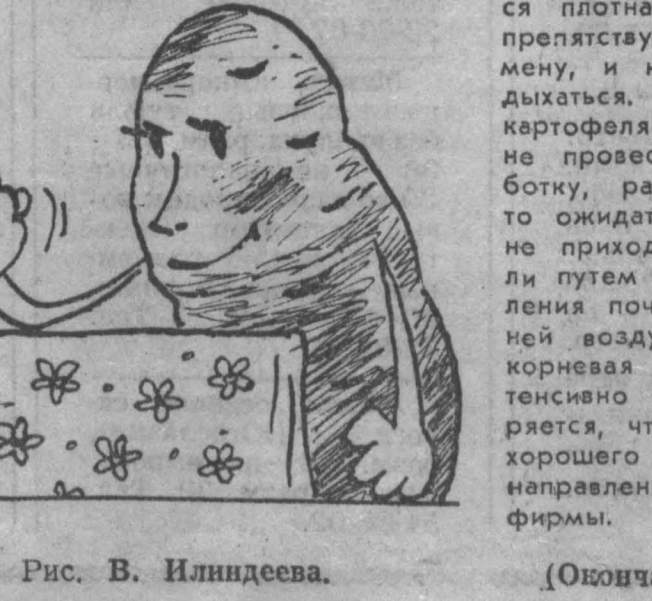 ся плотна
препятству
мену, и н
дыхаться.
картофеля
не провес
ботку, ра
то ожидат
не приход
ли путем
ления поч
ней возду
корневая
тенсивно
ряется, чт
хорошего
направлен
фирмы.
Рис. В. Илиндеева.
(Оконча